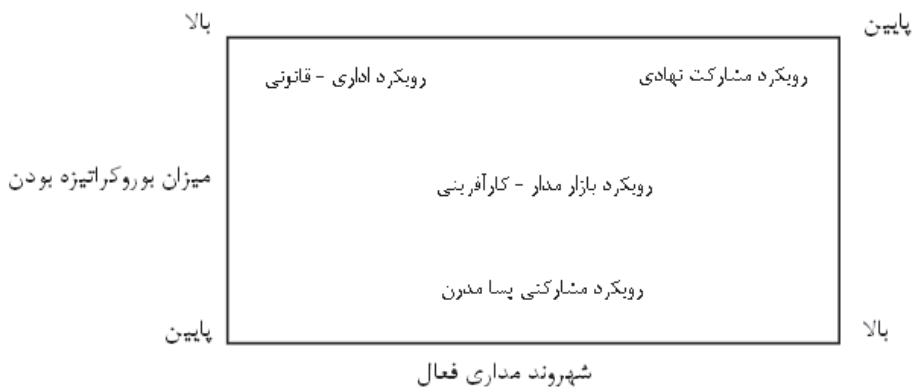 پایین
بالا
رویکرد مشارکت نهادی
رویکرد اداری - قانونی
میزان بوروکراتیزه بودن
رویکرد بازار مدار - کارآفرینی
رویکرد مشارکتی پسا مدرن
بالا
پایین
شهروند مداری فعال